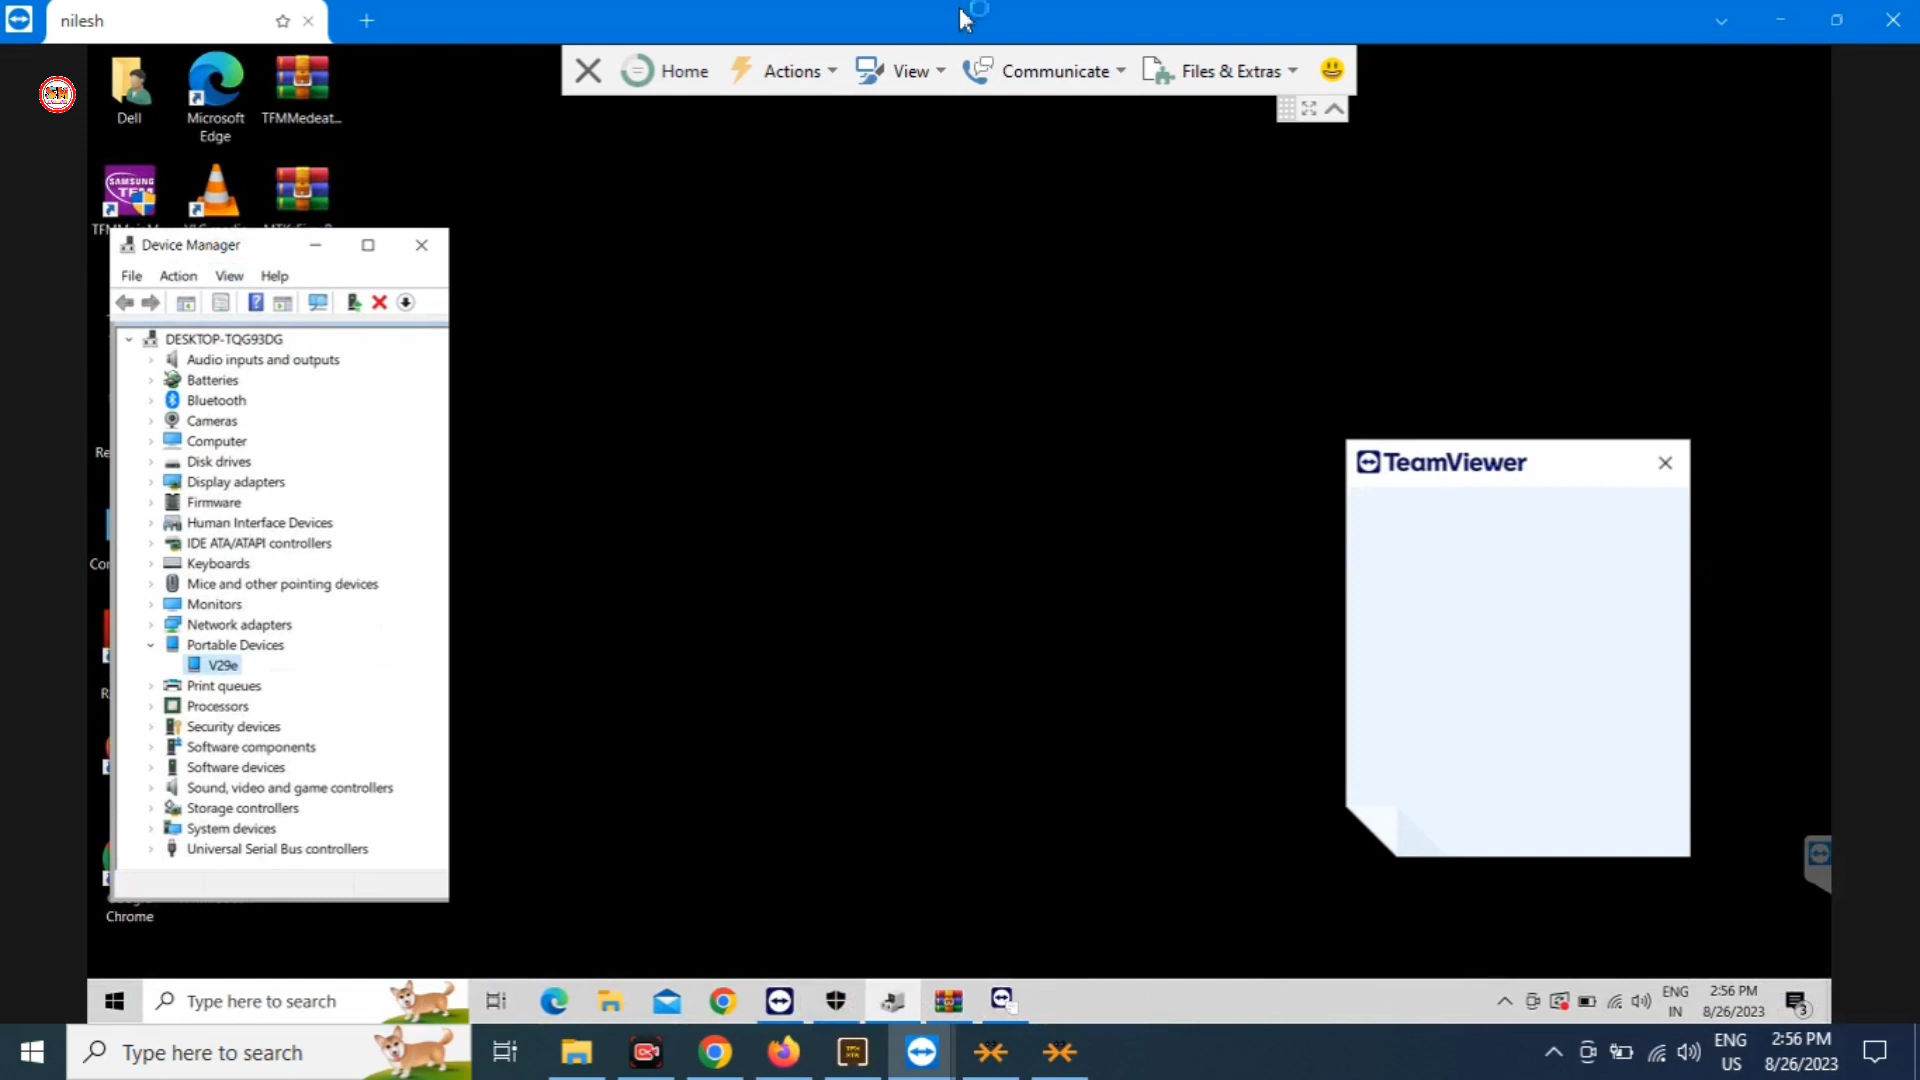 nilesh
Home
Actions
View
Communicate
Files & Extras
Dell
Microsoft
Edge
TFMMedeat...
SAMSUNG
Device Manager
File Action View Help
DESKTOP-TQG93DG
Audio inputs and outputs
Batteries
Bluetooth
Cameras
Computer
Disk drives
Display adapters
Firmware
Human Interface Devices
IDE ATA/ATAPI controllers
Keyboards
Mice and other pointing devices
Monitors
Network adapters
Portable Devices
V29e
Print queues
Processors
Security devices
Software components
Software devices
Sound, video and game controllers
Storage controllers
System devices
Universal Serial Bus controllers
Chrome
TeamViewer
Type here to search
ENG
IN
2:56 PM
8/26/2023
3
Type here to search
ENG
US
2:56 PM
8/26/2023